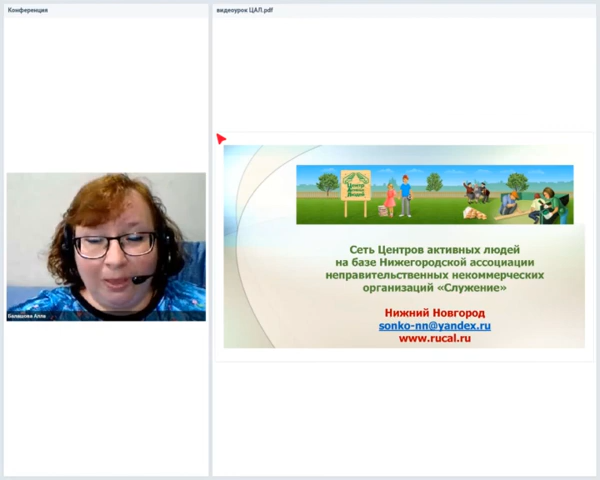 Конференция
видеоурок ЦАЛ.pdf
Центр
Активных
Людей
Сеть Центров активных людей
на базе Нижегородской ассоциации
неправительственных некоммерческих
организаций «Служение»
Нижний Новгород
sonko-nn@yandex.ru
www.rucal.ru
Балашова Алла